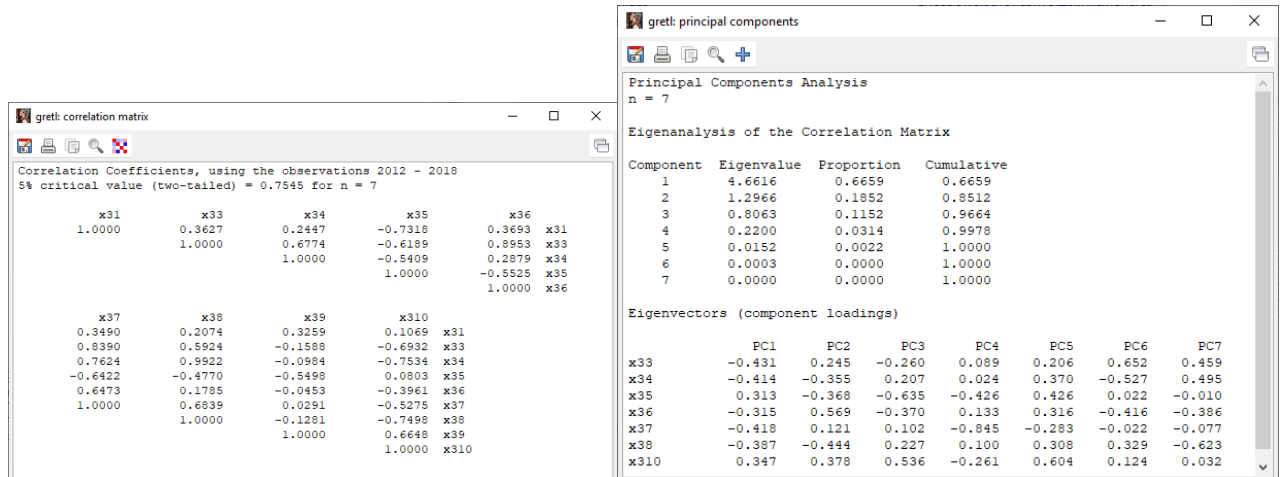 gretl: correlation matrix
Correlation Coefficients, using the observations 2012 - 2018
5% critical value (two-tailed) = 0.7545 for n = 7
x31 x33 x34 x35 x36
1.0000 0.3627 0.2447 -0.7318 0.3693 x31
1.0000 0.6774 -0.6189 0.8953 x33
1.0000 -0.5409 0.2879 x34
1.0000 -0.5525 x35
1.0000 x36
x37 x38 x39 x310
0.3490 0.2074 0.3259 0.1069 x31
0.8390 0.5924 -0.1588 -0.6932 x33
0.7624 0.9922 -0.0984 -0.7534 x34
-0.6422 -0.4770 -0.5498 0.0803 x35
0.6473 0.1785 -0.0453 -0.3961 x36
1.0000 0.6839 0.0291 -0.5275 x37
1.0000 -0.1281 -0.7498 x38
1.0000 0.6648 x39
1.0000 x310
gretl: principal components
Principal Components Analysis
n = 7
Eigenanalysis of the Correlation Matrix
Component Eigenvalue Proportion Cumulative
1 4.6616 0.6659 0.6659
2 1.2966 0.1852 0.8512
3 0.8063 0.1152 0.9664
4 0.2200 0.0314 0.9978
5 0.0152 0.0022 1.0000
6 0.0003 0.0000 1.0000
7 0.0000 0.0000 1.0000
Eigenvectors (component loadings)
PC1 PC2 PC3 PC4 PC5 PC6 PC7
x33 -0.431 0.245 -0.260 0.089 0.206 0.652 0.459
x34 -0.414 -0.355 0.207 0.024 0.370 -0.527 0.495
x35 0.313 -0.368 -0.635 -0.426 0.426 0.022 -0.010
x36 -0.315 0.569 -0.370 0.133 0.316 -0.416 -0.386
x37 -0.418 0.121 0.102 -0.845 -0.283 -0.022 -0.077
x38 -0.387 -0.444 0.227 0.100 0.308 0.329 -0.623
x310 0.347 0.378 0.536 -0.261 0.604 0.124 0.032